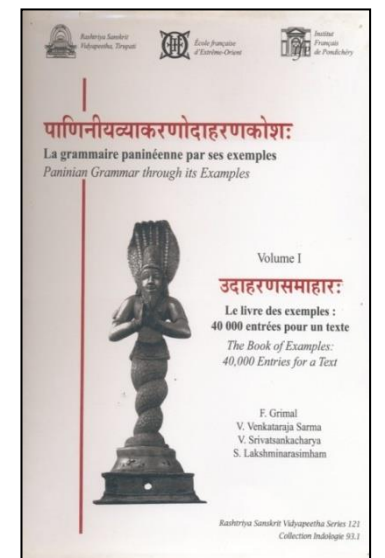 Rashtriya Sanskrit
Vidyapeetha, Tirupati
École française
d'Extrême-Orient
Institut
Français
de Pondichéry
पाणिनीयव्याकरणोदाहरणकोशः
La grammaire paninéenne par ses exemples
Paninian Grammar through its Examples
Volume I
उदाहरणसमाहारः
Le livre des exemples :
40 000 entrées pour un texte
The Book of Examples:
40,000 Entries for a Text
F. Grimal
V. Venkataraja Sarma
V. Srivatsankacharya
S. Lakshminarasimham
Rashtriya Sanskrit Vidyapeetha Series 121
Collection Indologie 93.1